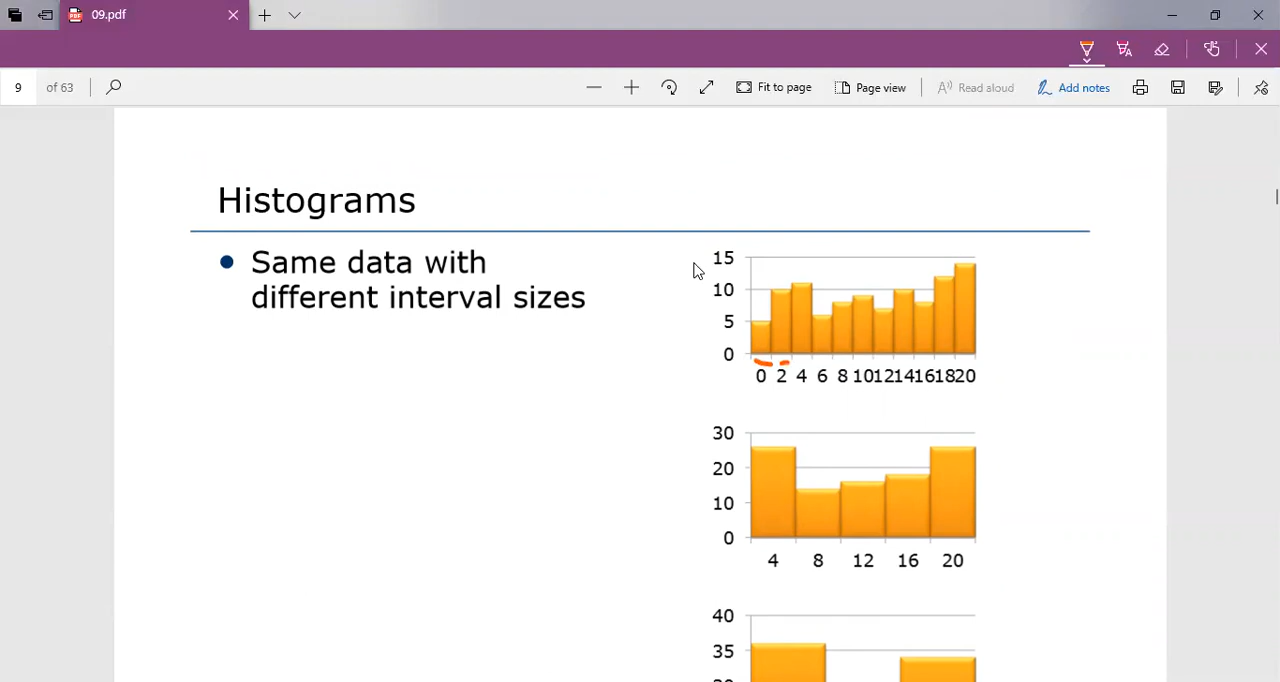 09.pdf
9 of 63 Fit to page Page view Read aloud Add notes
Histograms
Same data with
different interval sizes
15
10
5
0
0 2 4 6 8 10 12 14 16 18 20
30
20
10
0
4 8 12 16 20
40
35